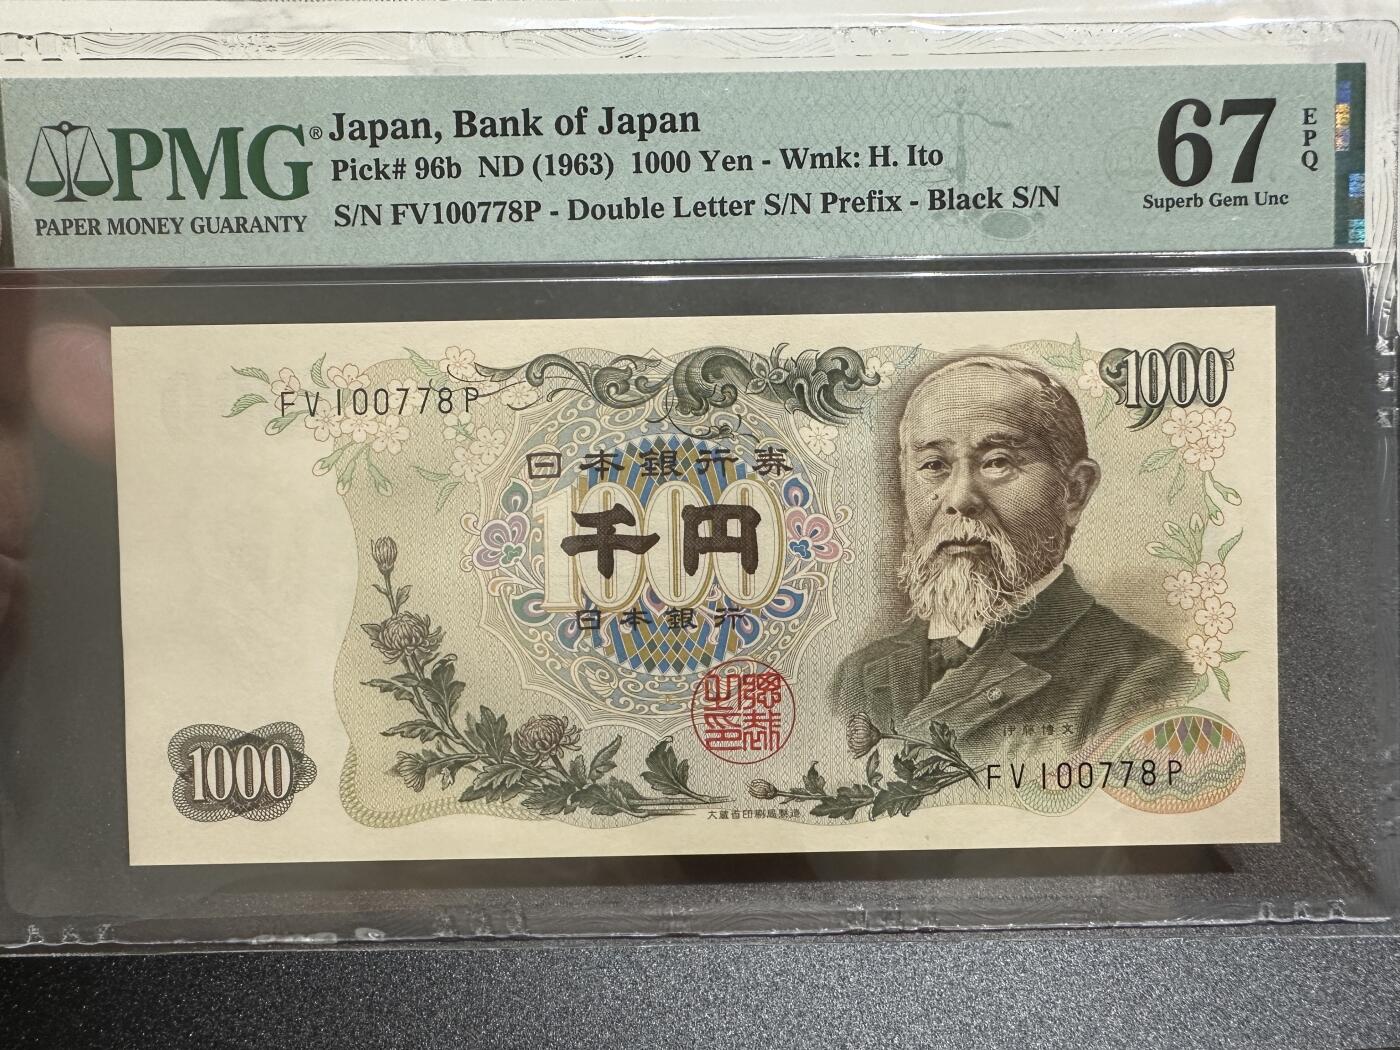 PMG®
PAPER MONEY GUARANTY
Japan, Bank of Japan
Pick# 96b ND (1963) 1000 Yen - Wmk: H. Ito
S/N FV100778P - Double Letter S/N Prefix - Black S/N
67
EPQ
Superb Gem Unc
1000
FV100778P
日本銀行券
1000
千円
日本銀行
伊藤博文
1000
FV100778P
大蔵省印刷局製造